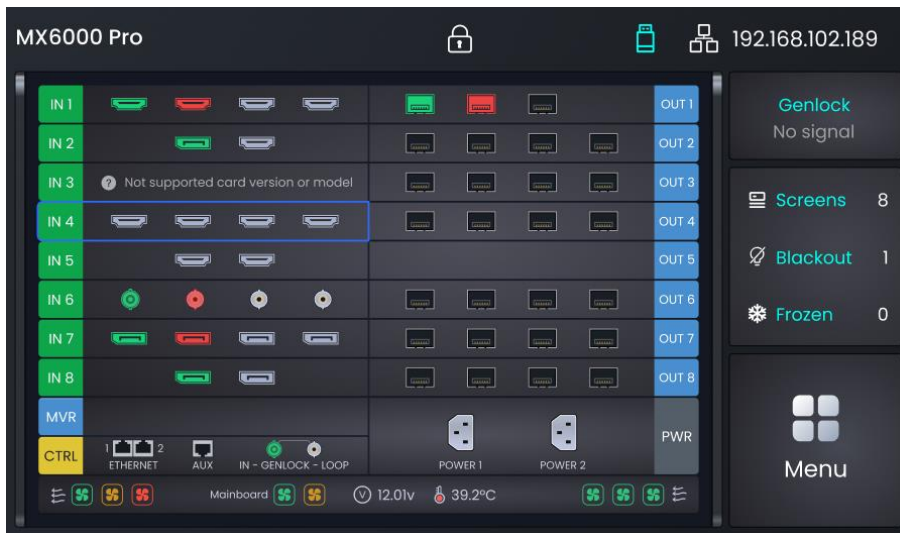 MX6000 Pro
192.168.102.189
IN 1
OUT 1
IN 2
OUT 2
IN 3
Not supported card version or model
OUT 3
IN 4
OUT 4
IN 5
OUT 5
IN 6
OUT 6
IN 7
OUT 7
IN 8
OUT 8
MVR
CTRL
1
2
ETHERNET
AUX
IN - GENLOCK - LOOP
POWER 1
POWER 2
PWR
Mainboard
V
12.01v
39.2°C
Genlock
No signal
Screens 8
Blackout 1
Frozen 0
Menu